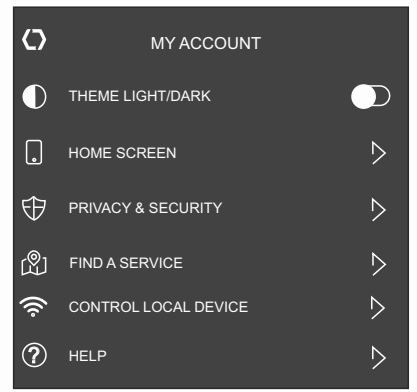 MY ACCOUNT
THEME LIGHT/DARK
HOME SCREEN
PRIVACY & SECURITY
FIND A SERVICE
CONTROL LOCAL DEVICE
HELP